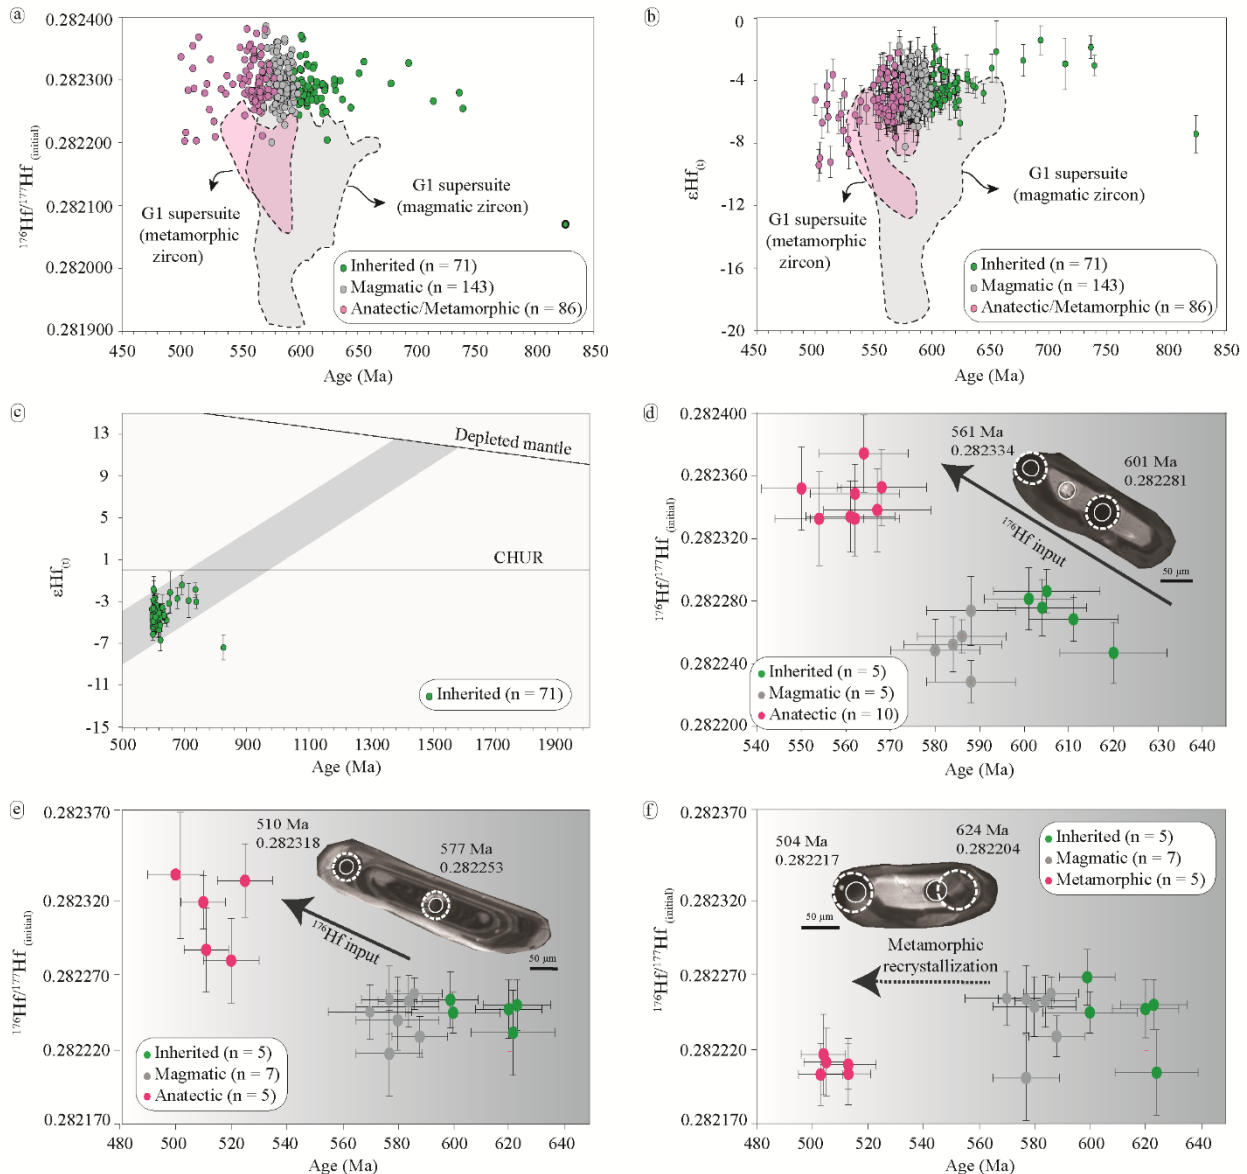 a
0.282400
0.282300
0.282200
0.282100
0.282000
0.281900
176Hf/177Hf (initial)
G1 supersuite
(metamorphic
zircon)
G1 supersuite
(magmatic zircon)
Inherited (n = 71)
Magmatic (n = 143)
Anatectic/Metamorphic (n = 86)
450 500 550 600 650 700 750 800 850
Age (Ma)
b
0
-4
-8
-12
-16
-20
εHf(t)
G1 supersuite
(metamorphic
zircon)
G1 supersuite
(magmatic zircon)
Inherited (n = 71)
Magmatic (n = 143)
Anatectic/Metamorphic (n = 86)
450 500 550 600 650 700 750 800 850
Age (Ma)
c
13
9
5
1
-3
-7
-11
-15
εHf(t)
Depleted mantle
CHUR
Inherited (n = 71)
500 700 900 1100 1300 1500 1700 1900
Age (Ma)
d
0.282400
0.282360
0.282320
0.282280
0.282240
0.282200
176Hf/177Hf (initial)
561 Ma
0.282334
601 Ma
0.282281
176Hf input
50 µm
Inherited (n = 5)
Magmatic (n = 5)
Anatectic (n = 10)
540 550 560 570 580 590 600 610 620 630 640
Age (Ma)
e
0.282370
0.282320
0.282270
0.282220
0.282170
176Hf/177Hf (initial)
510 Ma
0.282318
577 Ma
0.282253
176Hf input
50 µm
Inherited (n = 5)
Magmatic (n = 7)
Anatectic (n = 5)
480 500 520 540 560 580 600 620 640
Age (Ma)
f
0.282370
0.282320
0.282270
0.282220
0.282170
176Hf/177Hf (initial)
504 Ma
0.282217
624 Ma
0.282204
50 µm
Metamorphic
recrystallization
Inherited (n = 5)
Magmatic (n = 7)
Metamorphic (n = 5)
480 500 520 540 560 580 600 620 640
Age (Ma)